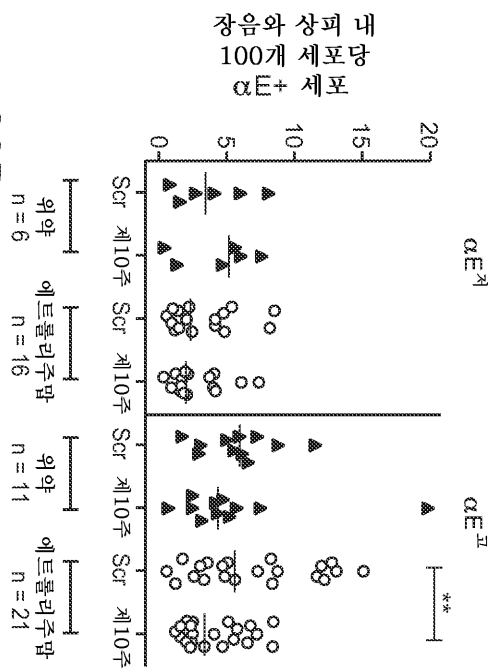 장음와 상피 내
100개 세포당
αE+ 세포
20
15
10
5
0
αE저
αE고
**
Scr
제10주
Scr
제10주
Scr
제10주
Scr
제10주
위약
n = 6
에트롤리주맙
n = 16
위약
n = 11
에트롤리주맙
n = 21